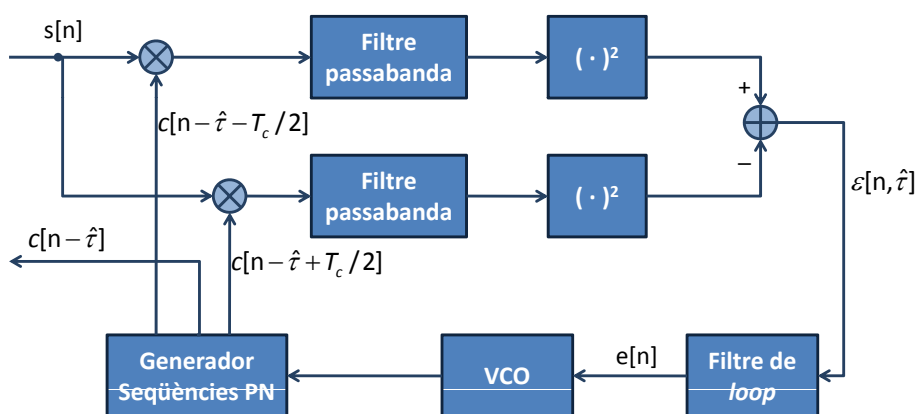 s[n]
Filtre
passabanda
( · )²
+
c[n− τ̂ −T_c /2]
−
Filtre
passabanda
( · )²
ε[n, τ̂]
c[n− τ̂]
c[n− τ̂ +T_c /2]
Generador
Seqüències PN
VCO
e[n]
Filtre de
loop